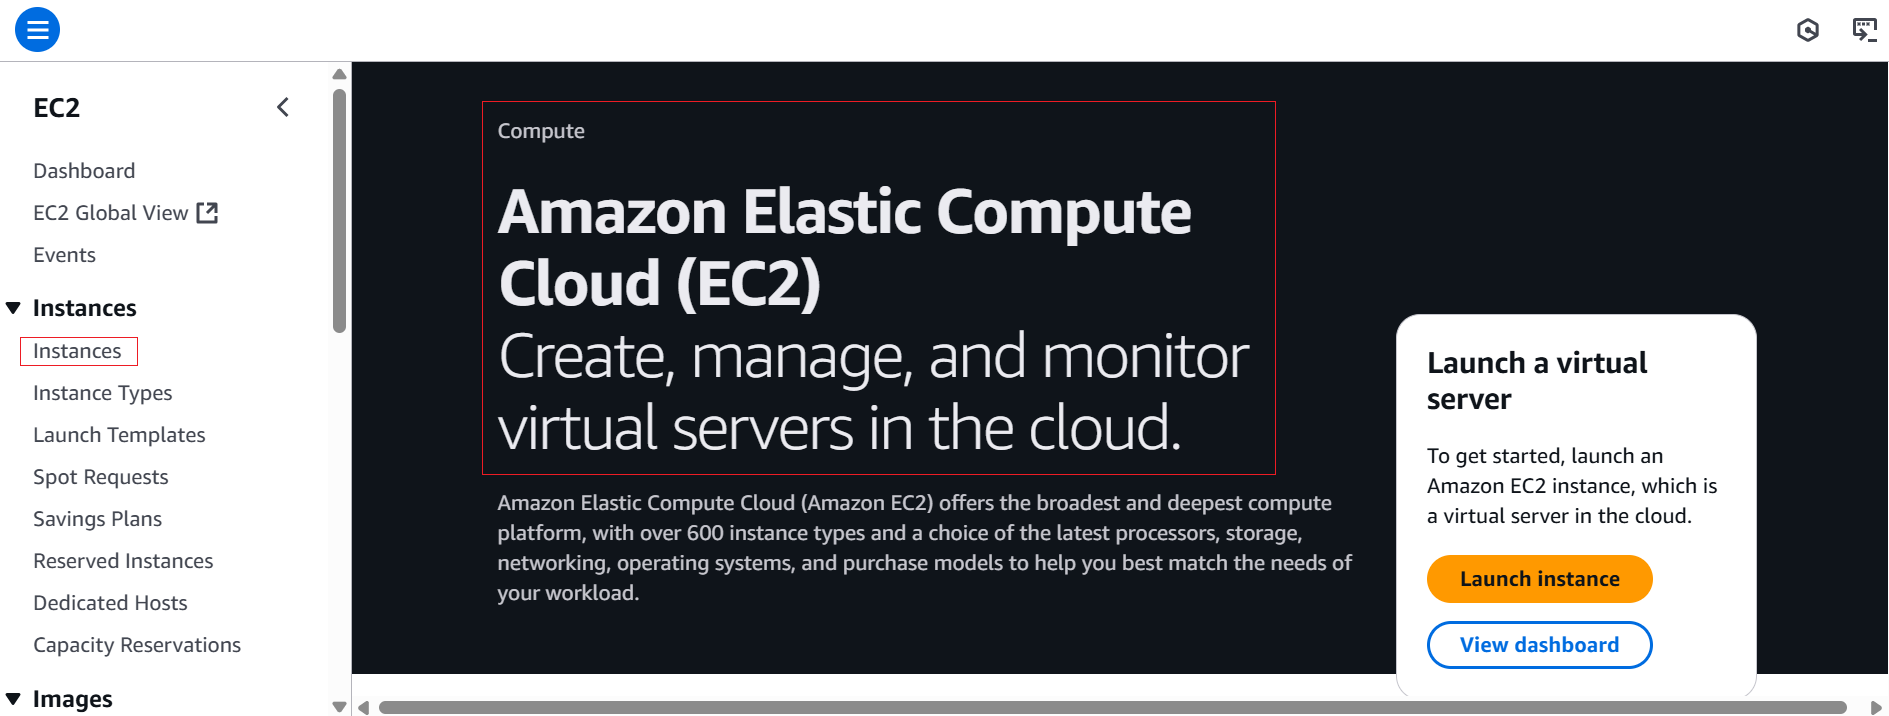 EC2
Dashboard
EC2 Global View
Events
Instances
Instances
Instance Types
Launch Templates
Spot Requests
Savings Plans
Reserved Instances
Dedicated Hosts
Capacity Reservations
Images
Compute
Amazon Elastic Compute
Cloud (EC2)
Create, manage, and monitor
virtual servers in the cloud.
Amazon Elastic Compute Cloud (Amazon EC2) offers the broadest and deepest compute
platform, with over 600 instance types and a choice of the latest processors, storage,
networking, operating systems, and purchase models to help you best match the needs of
your workload.
Launch a virtual
server
To get started, launch an
Amazon EC2 instance, which is
a virtual server in the cloud.
Launch instance
View dashboard